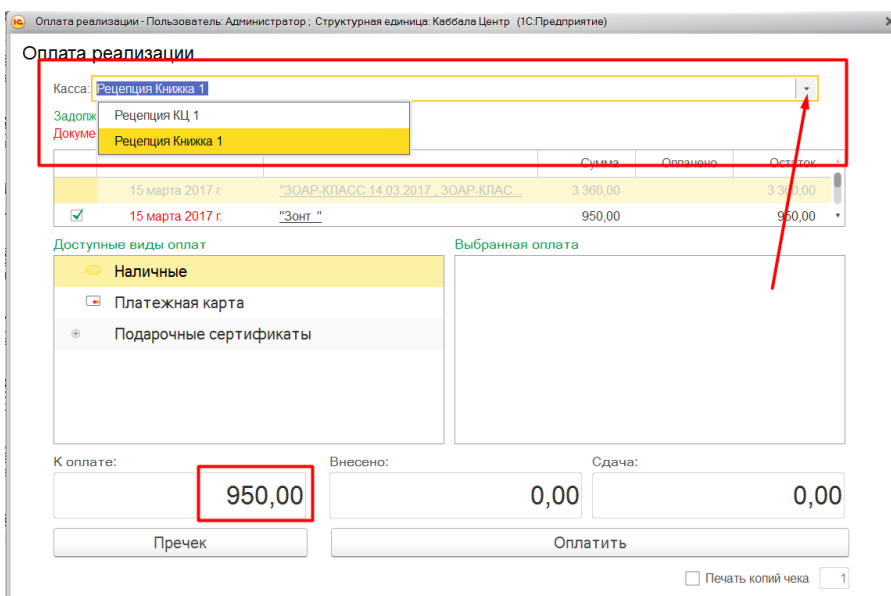 Оплата реализации - Пользователь: Администратор ; Структурная единица: Каббала Центр (1С:Предприятие)
Оплата реализации
Касса: Рецепция Книжка 1
Рецепция КЦ 1
Рецепция Книжка 1
Сумма Оплачено Остаток
15 марта 2017 г. "ЗОАР-КЛАСС 14.03.2017 , ЗОАР-КЛАС... 3 360,00 3 360,00
15 марта 2017 г. "Зонт " 950,00 950,00
Доступные виды оплат Выбранная оплата
Наличные
Платежная карта
Подарочные сертификаты
К оплате: Внесено: Сдача:
950,00 0,00 0,00
Пречек Оплатить
Печать копий чека 1